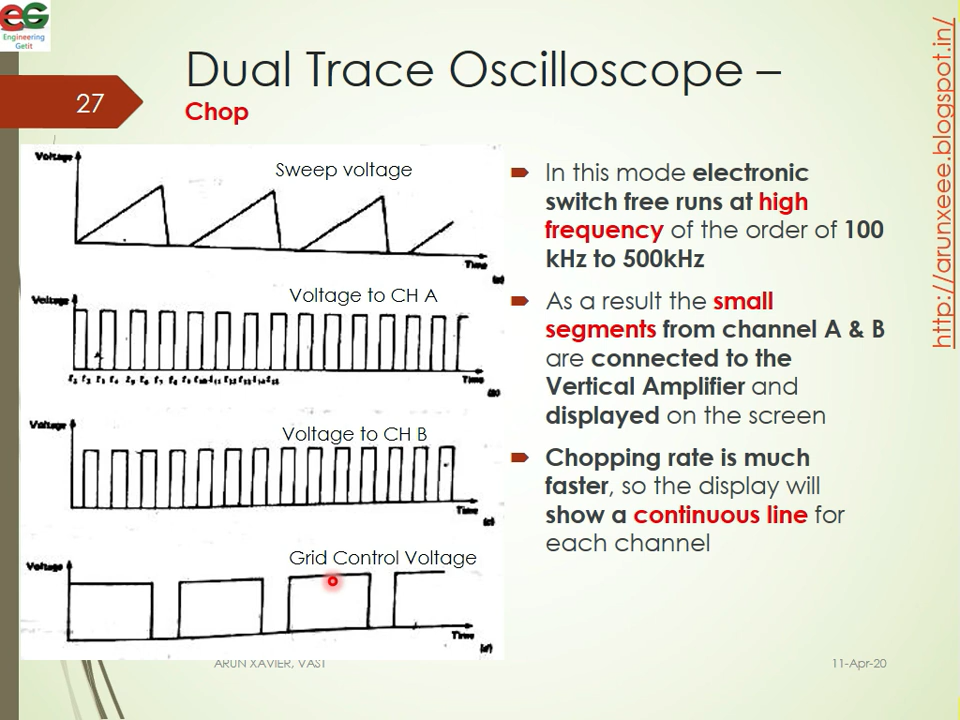 EG
Engineering
Getit
27
Dual Trace Oscilloscope –
Chop
http://arunxeee.blogspot.in/
Voltage
Sweep voltage
Time
(a)
Voltage
Voltage to CH A
Time
(b)
Voltage
Voltage to CH B
Time
(c)
Voltage
Grid Control Voltage
Time
(d)
In this mode electronic
switch free runs at high
frequency of the order of 100
kHz to 500kHz
As a result the small
segments from channel A & B
are connected to the
Vertical Amplifier and
displayed on the screen
Chopping rate is much
faster, so the display will
show a continuous line for
each channel
ARUN XAVIER, VAST
11-Apr-20